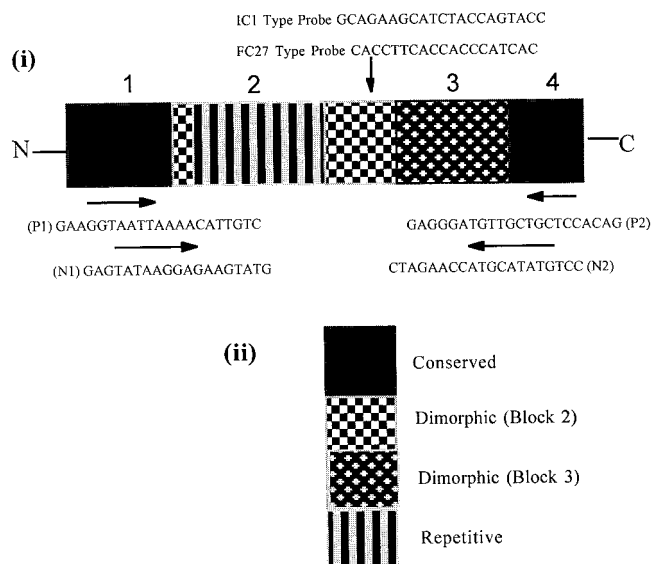 IC1 Type Probe GCAGAAGCATCTACCAGTACC
FC27 Type Probe CACCTTCACCACCCATCAC
(i)
1 2 3 4
N C
(P1) GAAGGTAATTAAAACATTGTC
GAGGGATGTTGCTGCTCCACAG (P2)
(N1) GAGTATAAGGAGAAGTATG
CTAGAACCATGCATATGTCC (N2)
(ii)
Conserved
Dimorphic (Block 2)
Dimorphic (Block 3)
Repetitive